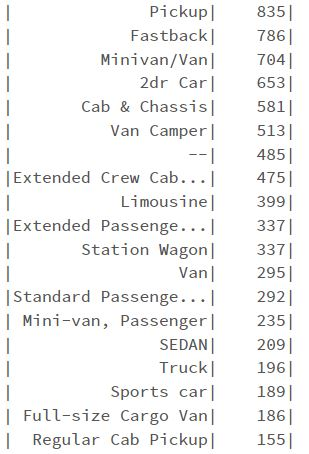 |              Pickup|     835|
|            Fastback|     786|
|         Minivan/Van|     704|
|             2dr Car|     653|
|       Cab & Chassis|     581|
|          Van Camper|     513|
|                  --|     485|
|Extended Crew Cab...|     475|
|           Limousine|     399|
|Extended Passenge...|     337|
|       Station Wagon|     337|
|                 Van|     295|
|Standard Passenge...|     292|
| Mini-van, Passenger|     235|
|               SEDAN|     209|
|               Truck|     196|
|          Sports car|     189|
| Full-size Cargo Van|     186|
|  Regular Cab Pickup|     155|